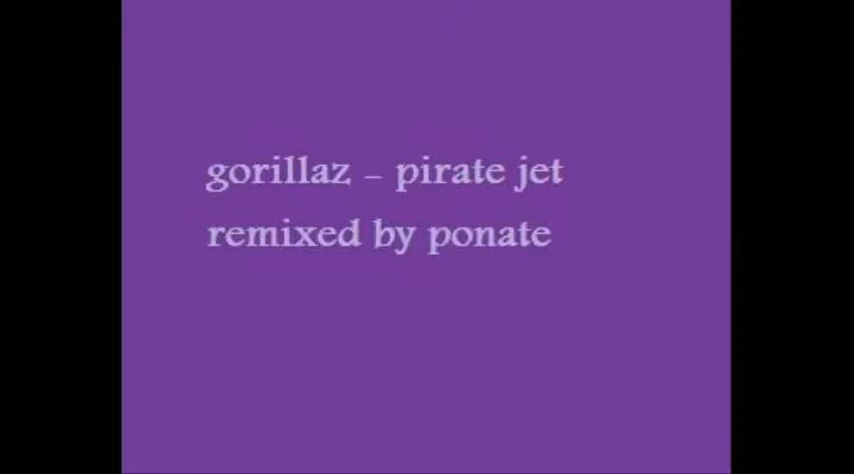 gorillaz – pirate jet
remixed by ponate